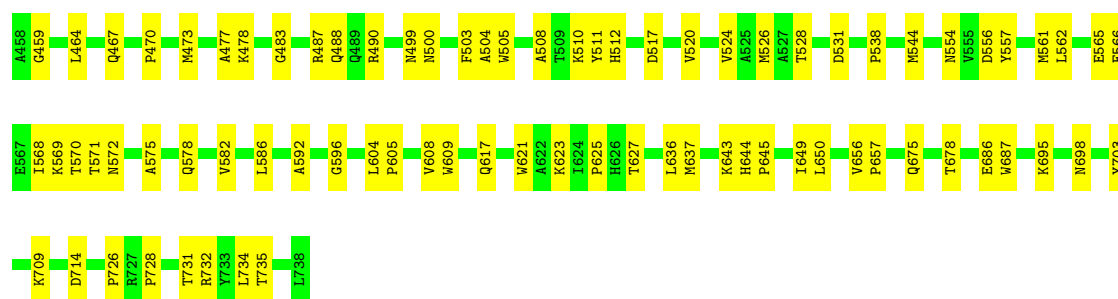 A458 G459 L464 Q467 P470 M473 A477 K478 G483 R487 Q488 Q489 R490 N499 N500 F503 A504 W505 A508 T509 K510 Y511 H512 D517 V520 V524 A525 M526 A527 T528 D531 P538 M544 N554 V555 D556 Y557 M561 L562 E565
E567 I568 K569 T570 T571 N572 A575 Q578 V582 L586 A592 G596 L604 P605 V608 W609 Q617 W621 A622 K623 I624 P625 H626 T627 L636 M637 K643 H644 P645 I649 L650 V656 P657 Q675 T678 E686 W687 K695 N698
K709 D714 P726 R727 P728 T731 R732 Y733 L734 T735 L738